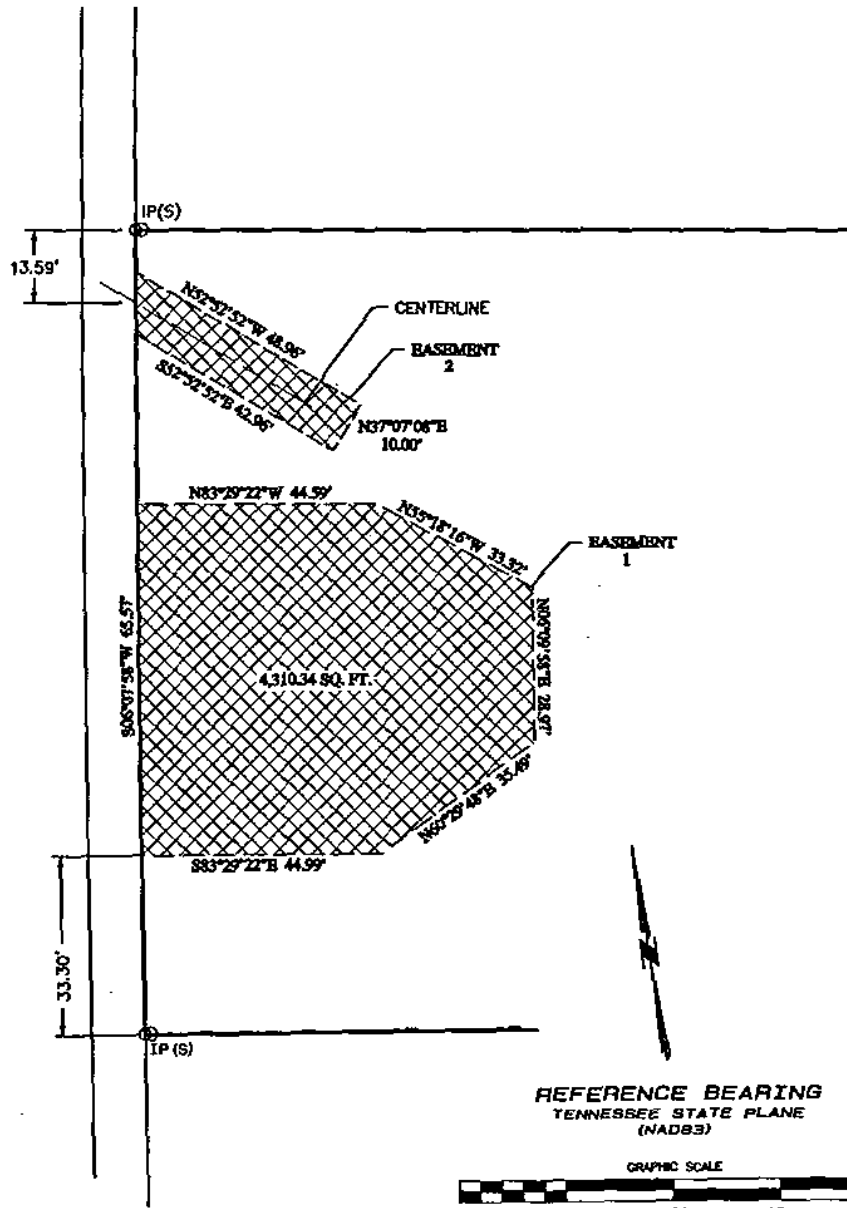 IP(S)
13.59'
N52°52'52"W 48.96'
CENTERLINE
EASEMENT
2
S52°52'52"E 42.96'
N37°07'08"E
10.00'
N83°29'22"W 44.59'
N55°18'16"W 33.32'
EASEMENT
1
S06°07'58"W 65.57'
4,310.34 SQ. FT.
N06°09'58"E 28.97'
N60°29'48"E 35.49'
S83°29'22"E 44.99'
33.30'
IP (S)
REFERENCE BEARING
TENNESSEE STATE PLANE
(NAD83)
GRAPHIC SCALE